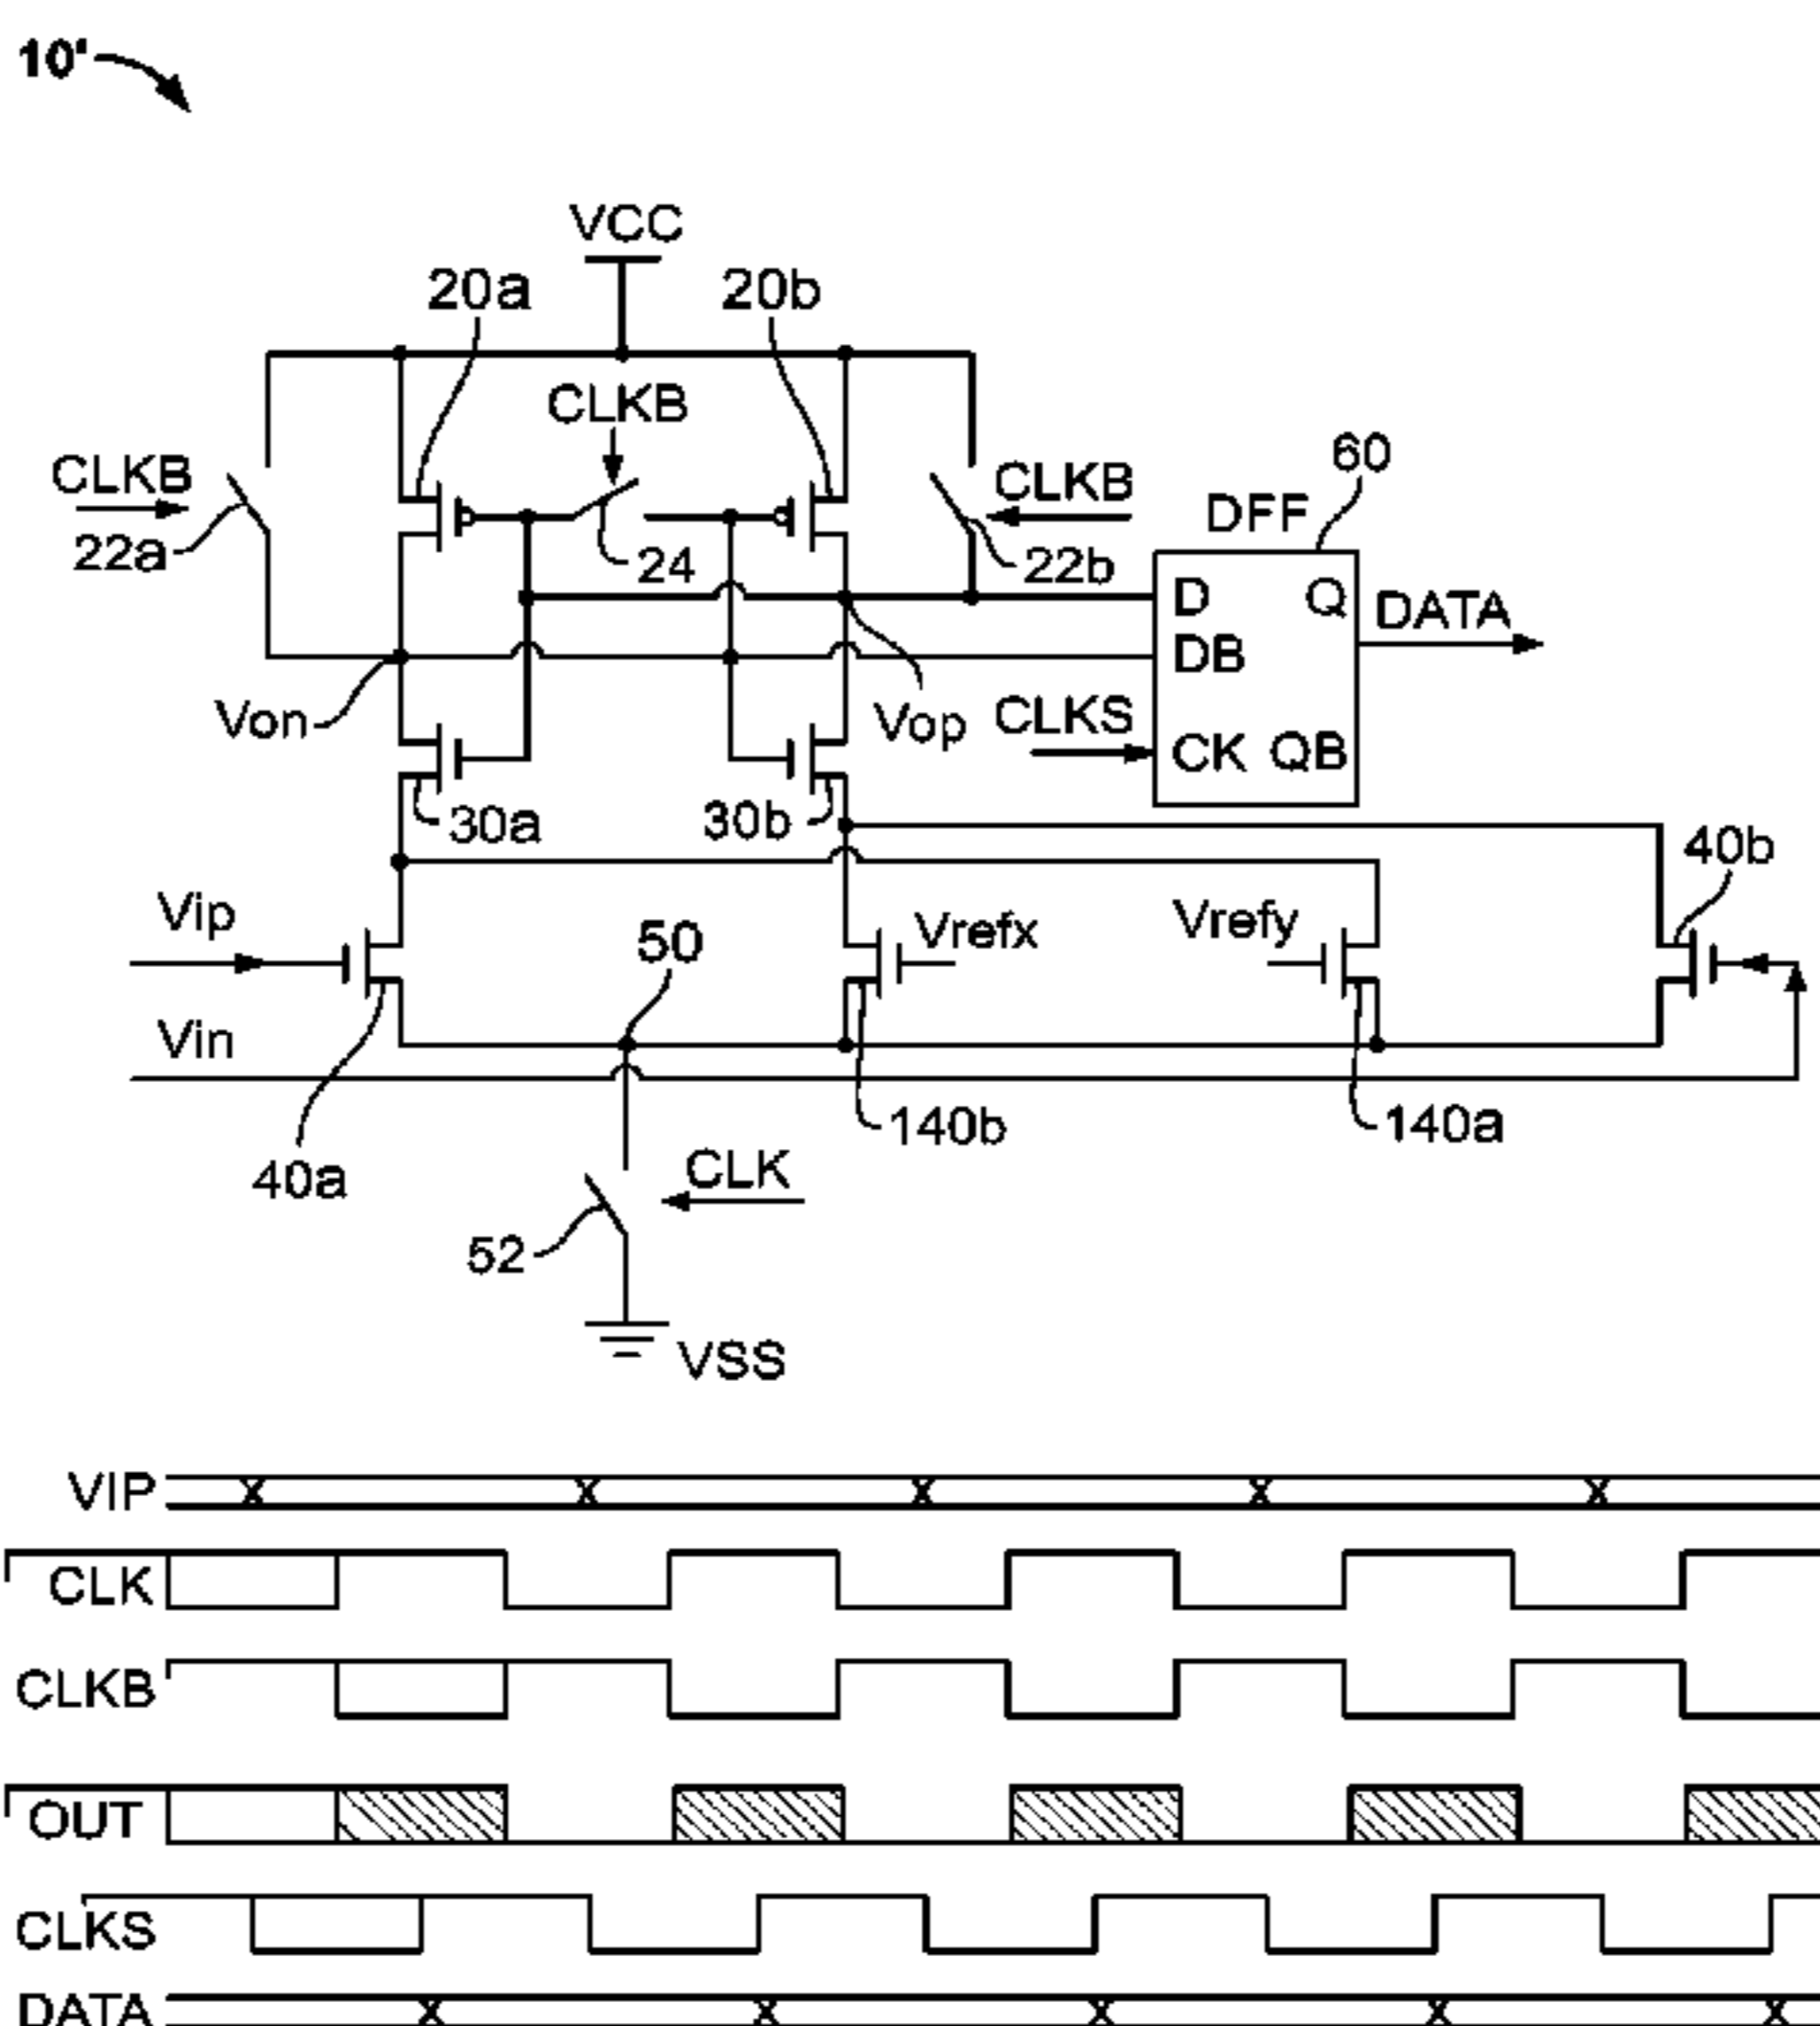 10'
VCC
20a
20b
CLKB
CLKB
CLKB
22a
24
22b
60
DFF
D
Q
DB
CK
QB
DATA
CLKS
Von
Vop
30a
30b
40b
Vip
50
Vrefx
Vrefy
Vin
140b
140a
40a
CLK
52
VSS
VIP
CLK
CLKB
OUT
CLKS
DATA